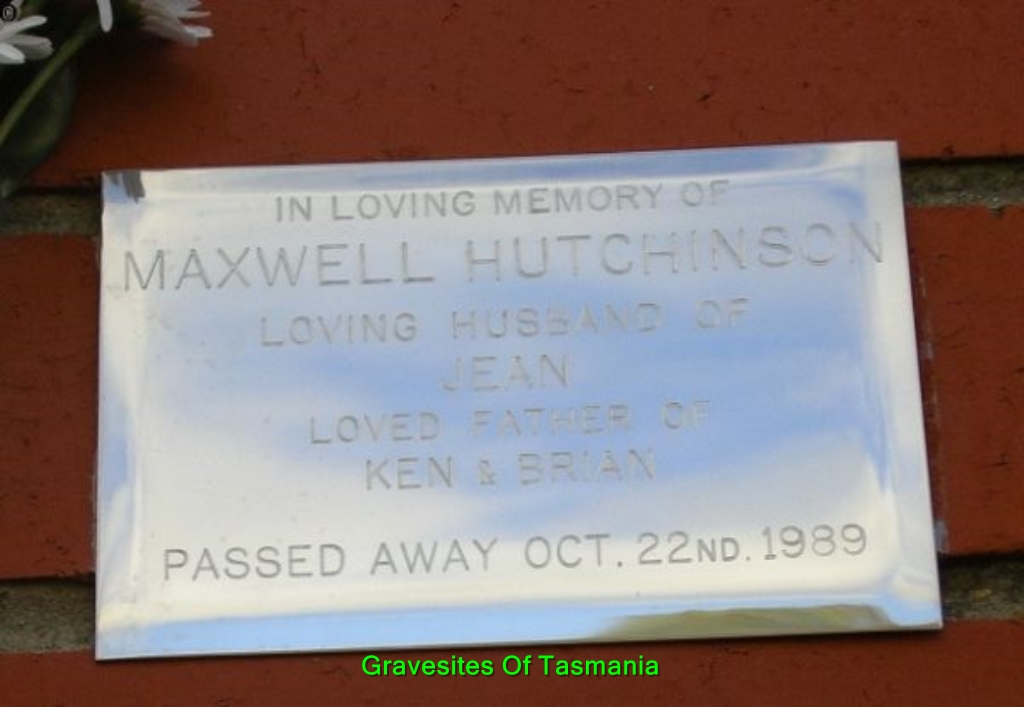 ©
IN LOVING MEMORY OF
MAXWELL HUTCHINSON
LOVING HUSBAND OF
JEAN
LOVED FATHER OF
KEN & BRIAN
PASSED AWAY OCT. 22ND. 1989
Gravesites Of Tasmania